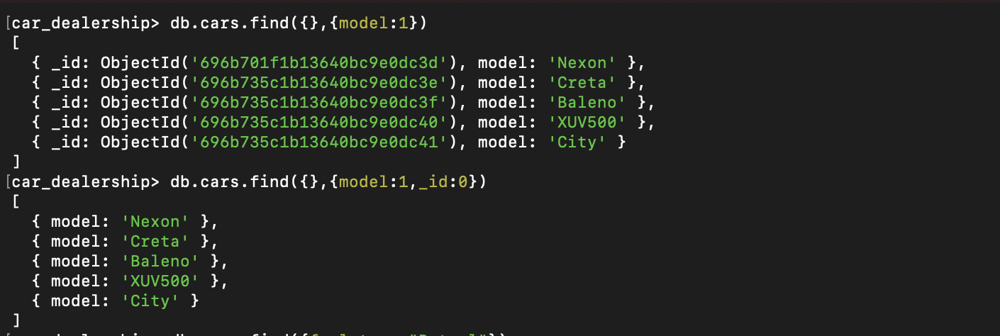 [car_dealership> db.cars.find({},{model:1})
[
  { _id: ObjectId('696b701f1b13640bc9e0dc3d'), model: 'Nexon' },
  { _id: ObjectId('696b735c1b13640bc9e0dc3e'), model: 'Creta' },
  { _id: ObjectId('696b735c1b13640bc9e0dc3f'), model: 'Baleno' },
  { _id: ObjectId('696b735c1b13640bc9e0dc40'), model: 'XUV500' },
  { _id: ObjectId('696b735c1b13640bc9e0dc41'), model: 'City' }
]
[car_dealership> db.cars.find({},{model:1,_id:0})
[
  { model: 'Nexon' },
  { model: 'Creta' },
  { model: 'Baleno' },
  { model: 'XUV500' },
  { model: 'City' }
]